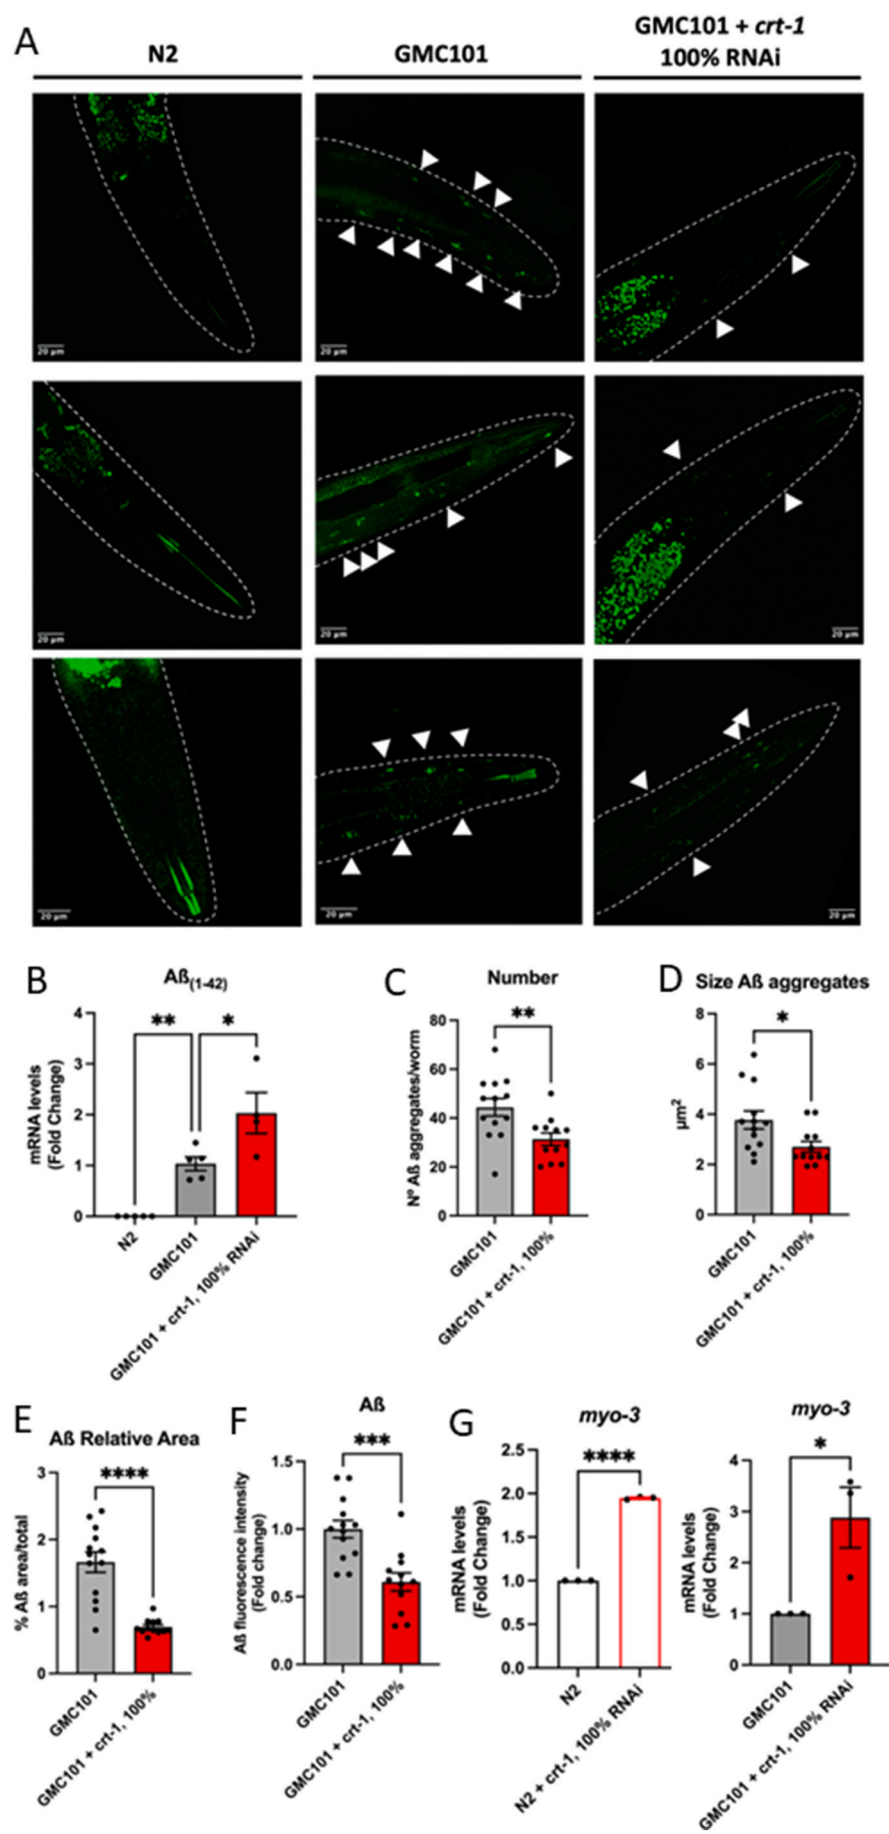 A
N2
GMC101
GMC101 + crt-1
100% RNAi
20 µm
20 µm
20 µm
20 µm
20 µm
20 µm
20 µm
20 µm
20 µm
B
Aß(1-42)
mRNA levels
(Fold Change)
4
3
2
1
0
**
*
N2
GMC101
GMC101 + crt-1, 100% RNAi
C
Number
Nº Aß aggregates/worm
80
60
40
20
0
**
GMC101
GMC101 + crt-1, 100%
D
Size Aß aggregates
µm²
8
6
4
2
0
*
GMC101
GMC101 + crt-1, 100%
E
Aß Relative Area
% Aß area/total
3
2
1
0
****
GMC101
GMC101 + crt-1, 100%
F
Aß
Aß fluorescence intensity
(Fold change)
1.5
1.0
0.5
0.0
***
GMC101
GMC101 + crt-1, 100%
G
myo-3
mRNA levels
(Fold Change)
2.5
2.0
1.5
1.0
0.5
0.0
****
N2
N2 + crt-1, 100% RNAi
myo-3
mRNA levels
(Fold Change)
4
3
2
1
0
*
GMC101
GMC101 + crt-1, 100% RNAi